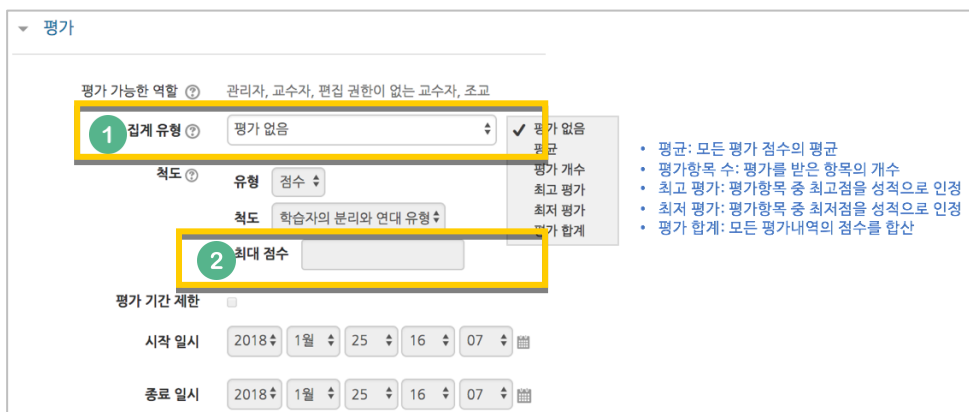 평가
평가 가능한 역할 관리자, 교수자, 편집 권한이 없는 교수자, 조교
1 집계 유형 평가 없음
평가 없음
평균
평가 개수
최고 평가
최저 평가
평가 합계
• 평균: 모든 평가 점수의 평균
• 평가항목 수: 평가를 받은 항목의 개수
• 최고 평가: 평가항목 중 최고점을 성적으로 인정
• 최저 평가: 평가항목 중 최저점을 성적으로 인정
• 평가 합계: 모든 평가내역의 점수를 합산
척도 유형 점수
척도 학습자의 분리와 연대 유형
2 최대 점수
평가 기간 제한
시작 일시 2018 1월 25 16 07
종료 일시 2018 1월 25 16 07